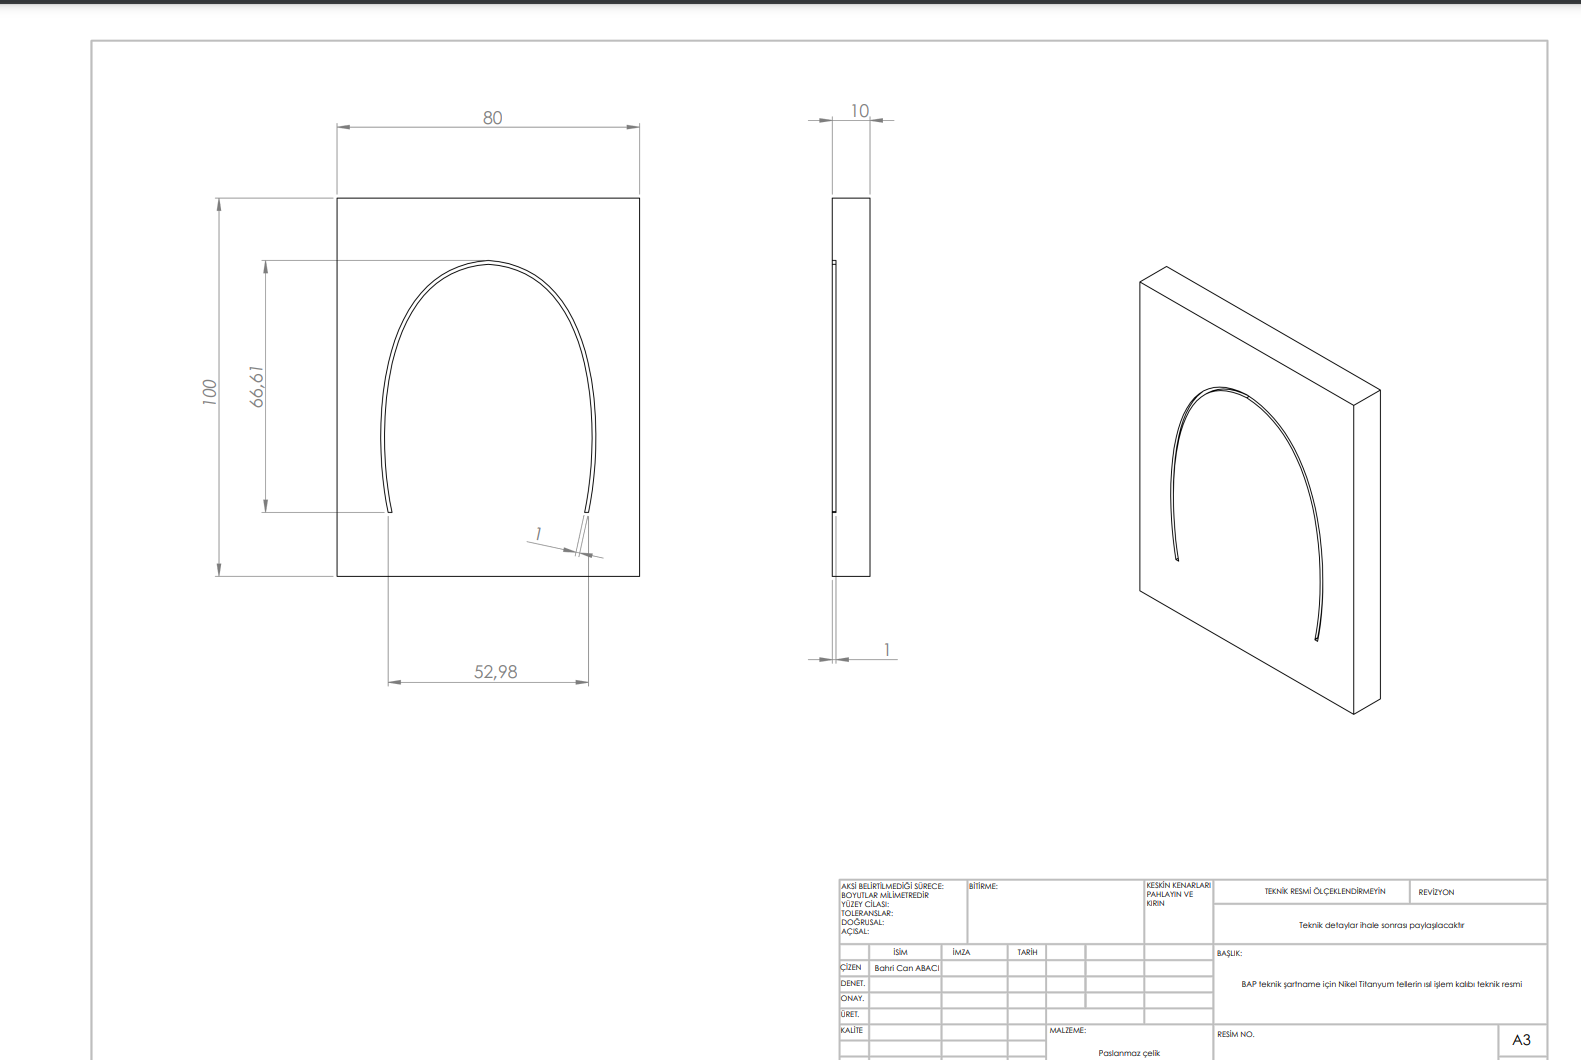 80
10
100
66,61
1
52,98
1
AKSİ BELİRTİLMEDİĞİ SÜRECE:
BOYUTLAR MİLİMETREDİR
YÜZEY CİLASI:
TOLERANSLAR:
DOĞRUSAL:
AÇISAL:
BİTİRME:
KESKİN KENARLARI
PAHLAYIN VE
KIRIN
TEKNİK RESMİ ÖLÇEKLENDİRMEYİN
REVİZYON
Teknik detaylar ihale sonrası paylaşılacaktır
İSİM
İMZA
TARİH
BAŞLIK:
ÇİZEN
Bahri Can ABACI
DENET.
BAP teknik şartname için Nikel Titanyum tellerin ısıl işlem kalıbı teknik resmi
ONAY.
ÜRET.
KALİTE
MALZEME:
Paslanmaz çelik
RESİM NO.
A3